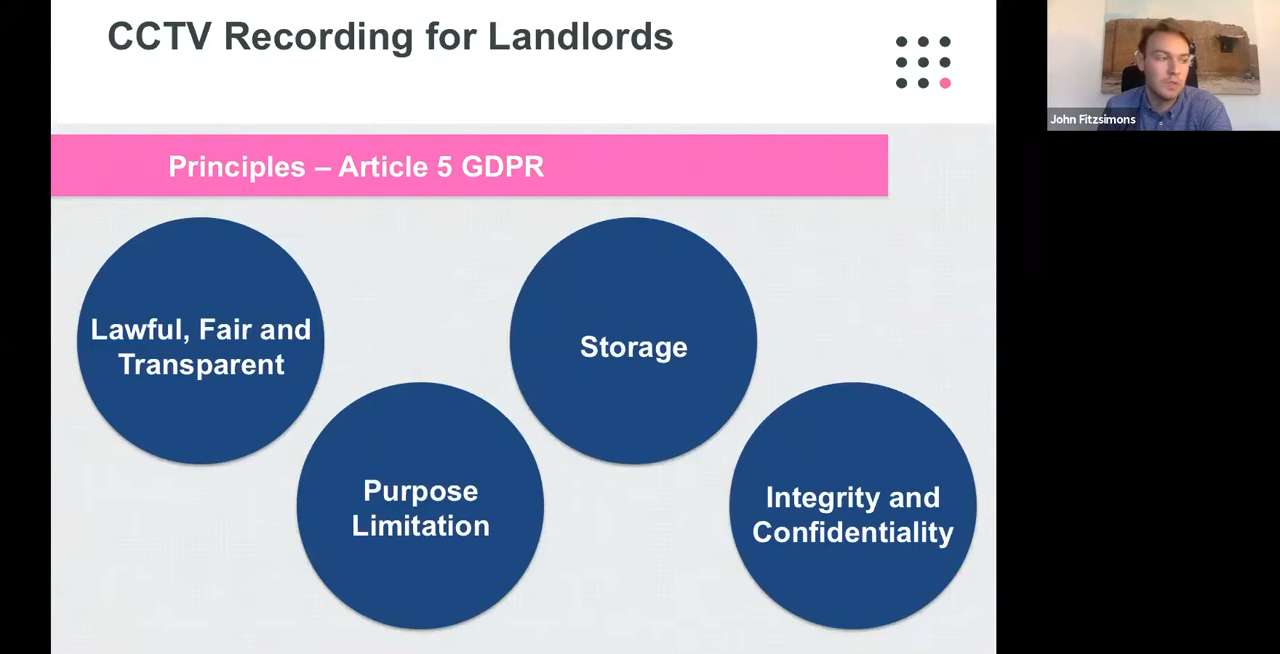 CCTV Recording for Landlords
John Fitzsimons
Principles – Article 5 GDPR
Lawful, Fair and
Transparent
Purpose
Limitation
Storage
Integrity and
Confidentiality